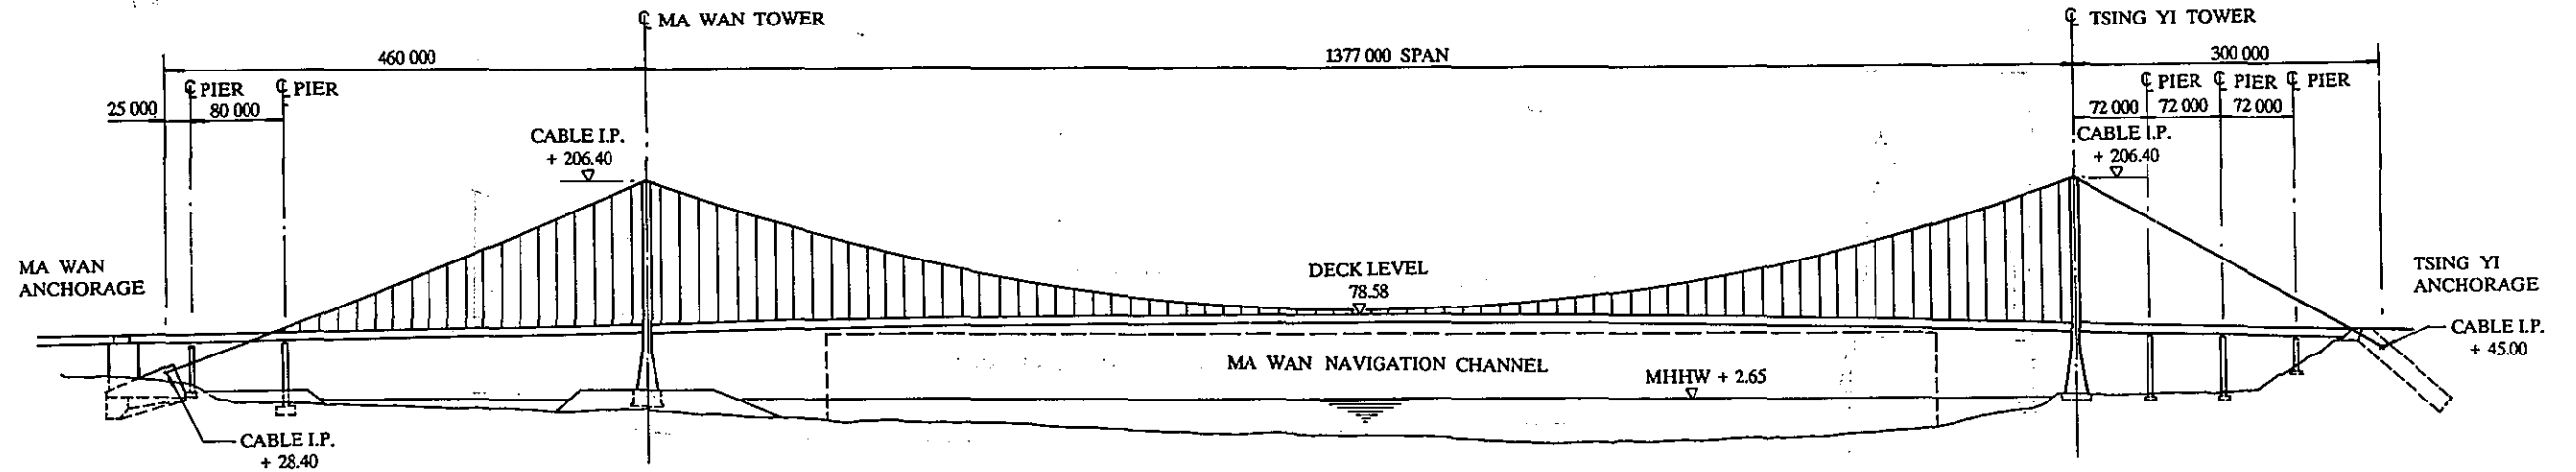 ℄ MA WAN TOWER
℄ TSING YI TOWER
460 000
1377 000 SPAN
300 000
℄ PIER
℄ PIER
℄ PIER
℄ PIER
℄ PIER
25 000
80 000
72 000
72 000
72 000
CABLE I.P.
+ 206.40
CABLE I.P.
+ 206.40
MA WAN
ANCHORAGE
DECK LEVEL
78.58
TSING YI
ANCHORAGE
CABLE I.P.
+ 45.00
MA WAN NAVIGATION CHANNEL
MHHW + 2.65
CABLE I.P.
+ 28.40